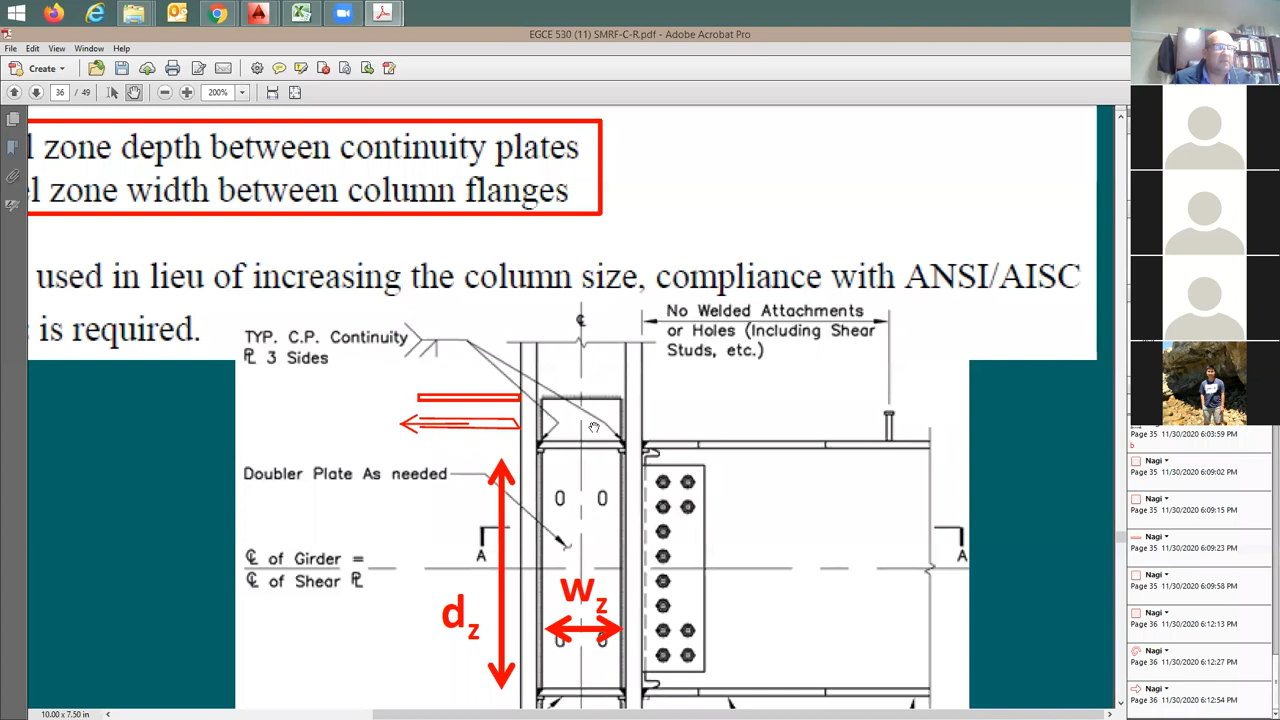 EGCE 530 (11) SMRF-C-R.pdf - Adobe Acrobat Pro
File Edit View Window Help
Create
36 / 49
200%
l zone depth between continuity plates
el zone width between column flanges
used in lieu of increasing the column size, compliance with ANSI/AISC
is required.
TYP. C.P. Continuity
PL 3 Sides
℄
No Welded Attachments
or Holes (Including Shear
Studs, etc.)
Doubler Plate As needed
A
A
℄ of Girder =
℄ of Shear PL
wz
dz
Page 35 11/30/2020 6:03:59 PM
b
Nagi
Page 35 11/30/2020 6:09:02 PM
Nagi
Page 35 11/30/2020 6:09:15 PM
Nagi
Page 35 11/30/2020 6:09:23 PM
Nagi
Page 35 11/30/2020 6:09:58 PM
Nagi
Page 36 11/30/2020 6:12:13 PM
Nagi
Page 36 11/30/2020 6:12:27 PM
Nagi
Page 36 11/30/2020 6:12:54 PM
10.00 x 7.50 in